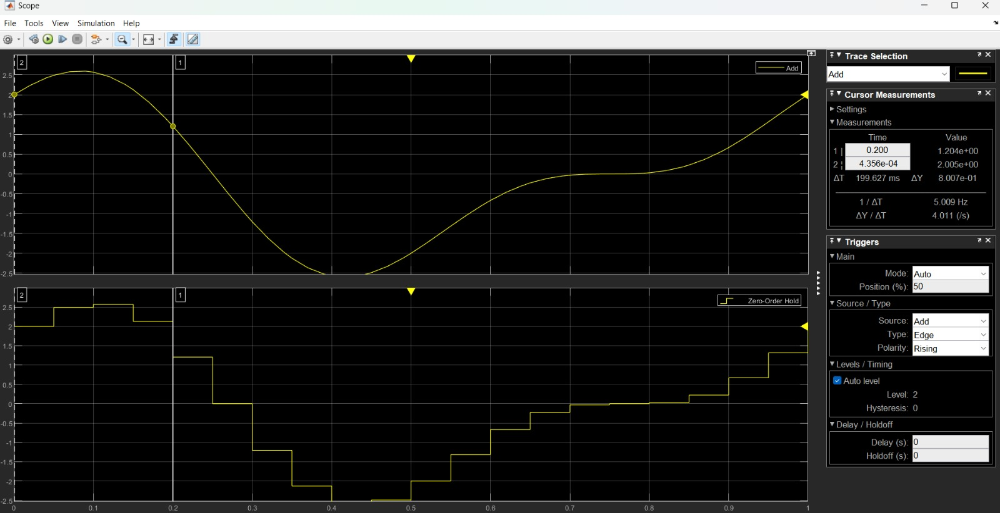 Scope
File Tools View Simulation Help
2 1
Add
2.5
2
1.5
1
0.5
0
-0.5
-1
-1.5
-2
-2.5
2 1
Zero-Order Hold
2.5
2
1.5
1
0.5
0
-0.5
-1
-1.5
-2
-2.5
0 0.1 0.2 0.3 0.4 0.5 0.6 0.7 0.8 0.9 1
Trace Selection
Add
Cursor Measurements
Settings
Measurements
Time Value
1 | 0.200 1.204e+00
2 ¦ 4.356e-04 2.005e+00
ΔT 199.627 ms ΔY 8.007e-01
1 / ΔT 5.009 Hz
ΔY / ΔT 4.011 (/s)
Triggers
Main
Mode: Auto
Position (%): 50
Source / Type
Source: Add
Type: Edge
Polarity: Rising
Levels / Timing
Auto level
Level: 2
Hysteresis: 0
Delay / Holdoff
Delay (s): 0
Holdoff (s): 0